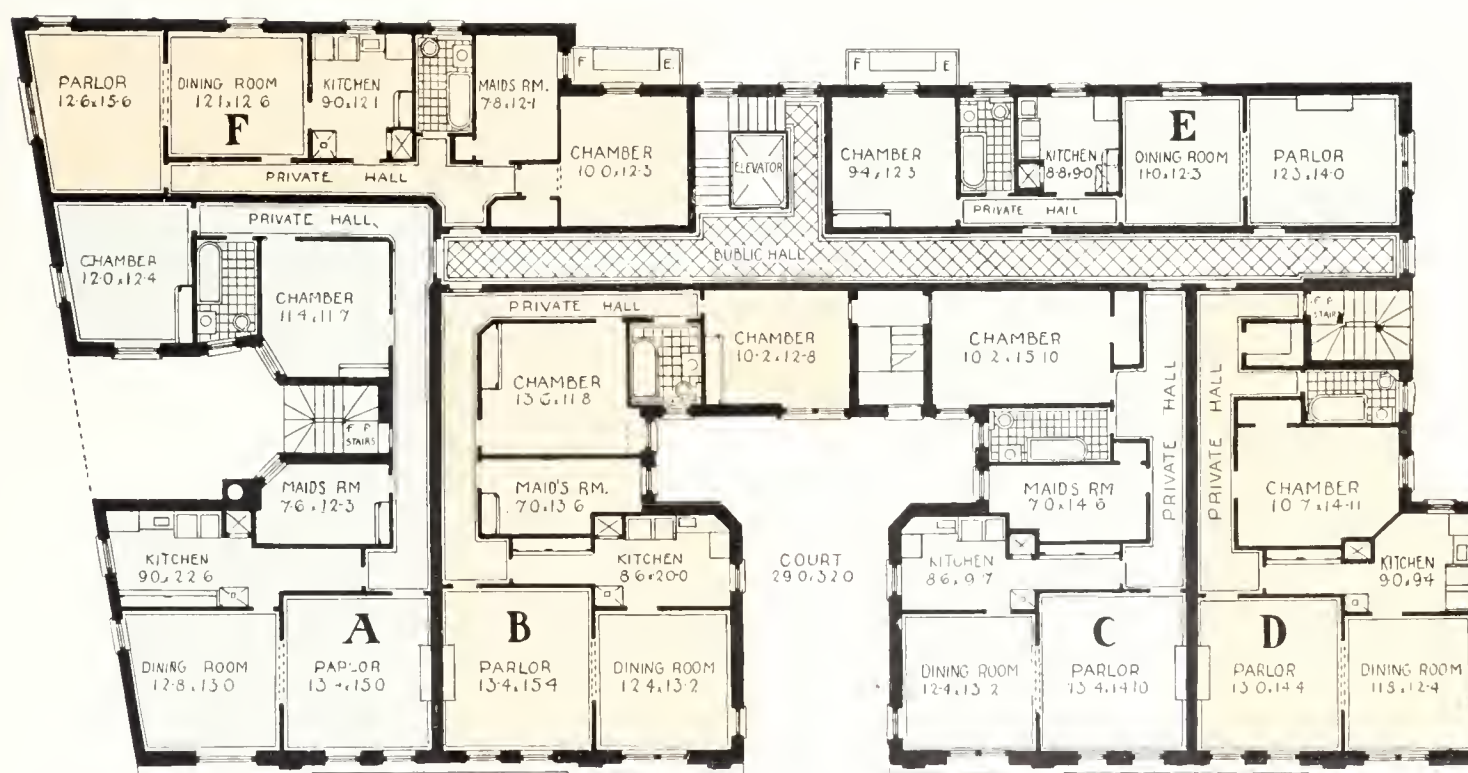 PARLOR
12·6x15·6
DINING ROOM
12·1x12·6
F
KITCHEN
9·0x12·1
MAIDS RM.
7·8x12·1
F
E
CHAMBER
10·0x12·3
PRIVATE HALL
ELEVATOR
F
E
CHAMBER
9·4x12·3
KITCHEN
8·8x9·0
E
DINING ROOM
11·0x12·3
PARLOR
12·3x14·0
PRIVATE HALL
PUBLIC HALL
PRIVATE HALL
CHAMBER
12·0x12·4
CHAMBER
11·4x11·7
F.P.
STAIRS
MAIDS RM
7·6x12·3
KITCHEN
9·0x22·6
A
DINING ROOM
12·8x13·0
PARLOR
PRIVATE HALL
CHAMBER
13·6x11·8
CHAMBER
10·2x12·8
MAID'S RM.
7·0x13·6
KITCHEN
8·6x20·0
B
PARLOR
13·4x15·4
DINING ROOM
12·4x13·2
COURT
29·0x32·0
CHAMBER
10·2x15·10
MAIDS RM
7·0x14·6
PRIVATE HALL
KITCHEN
8·6x9·7
C
DINING ROOM
12·4x13·2
PARLOR
13·4x14·10
PRIVATE HALL
F.P.
STAIRS
CHAMBER
10·7x14·11
KITCHEN
9·0x9·4
D
PARLOR
13·0x14·4
DINING ROOM
11·8x12·4